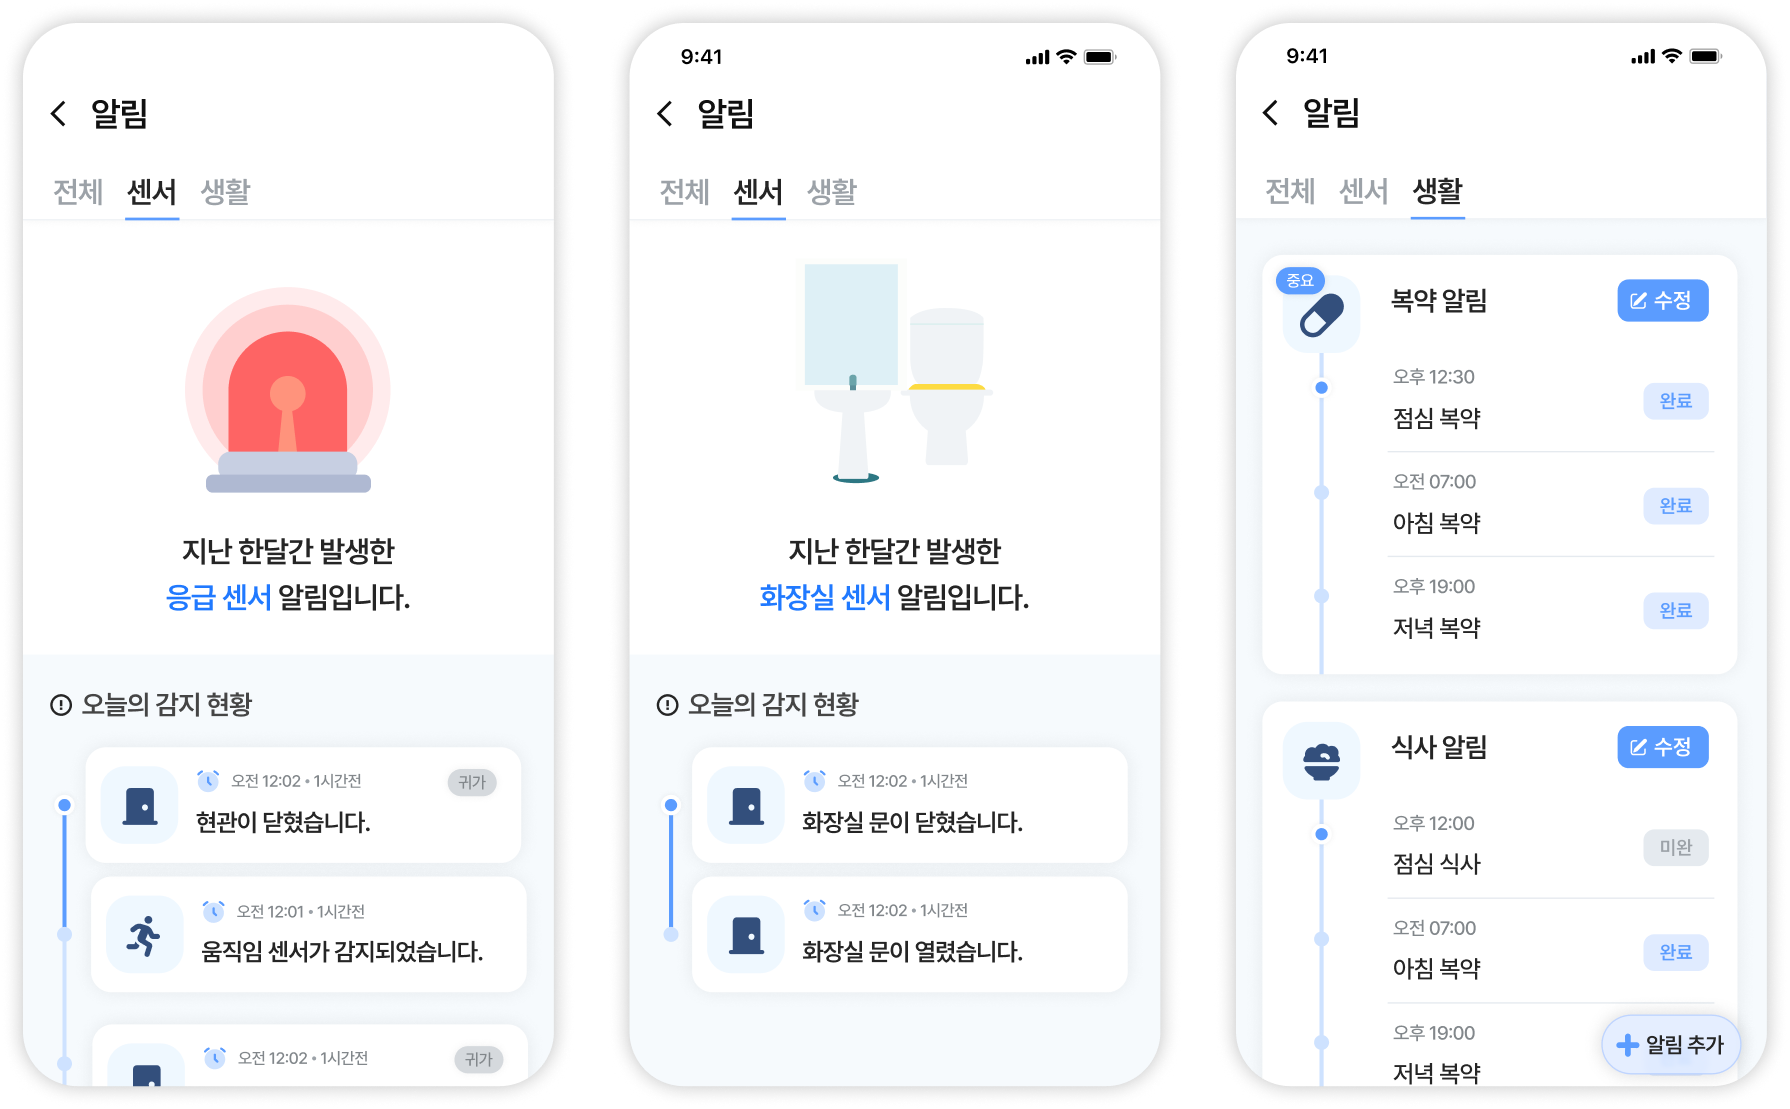 알림
전체 센서 생활
지난 한달간 발생한
응급 센서 알림입니다.
오늘의 감지 현황
오전 12:02 • 1시간전 귀가
현관이 닫혔습니다.
오전 12:01 • 1시간전
움직임 센서가 감지되었습니다.
오전 12:02 • 1시간전 귀가
9:41
알림
전체 센서 생활
지난 한달간 발생한
화장실 센서 알림입니다.
오늘의 감지 현황
오전 12:02 • 1시간전
화장실 문이 닫혔습니다.
오전 12:02 • 1시간전
화장실 문이 열렸습니다.
9:41
알림
전체 센서 생활
중요
복약 알림 수정
오후 12:30
점심 복약 완료
오전 07:00
아침 복약 완료
오후 19:00
저녁 복약 완료
식사 알림 수정
오후 12:00
점심 식사 미완
오전 07:00
아침 복약 완료
오후 19:00
저녁 복약
알림 추가